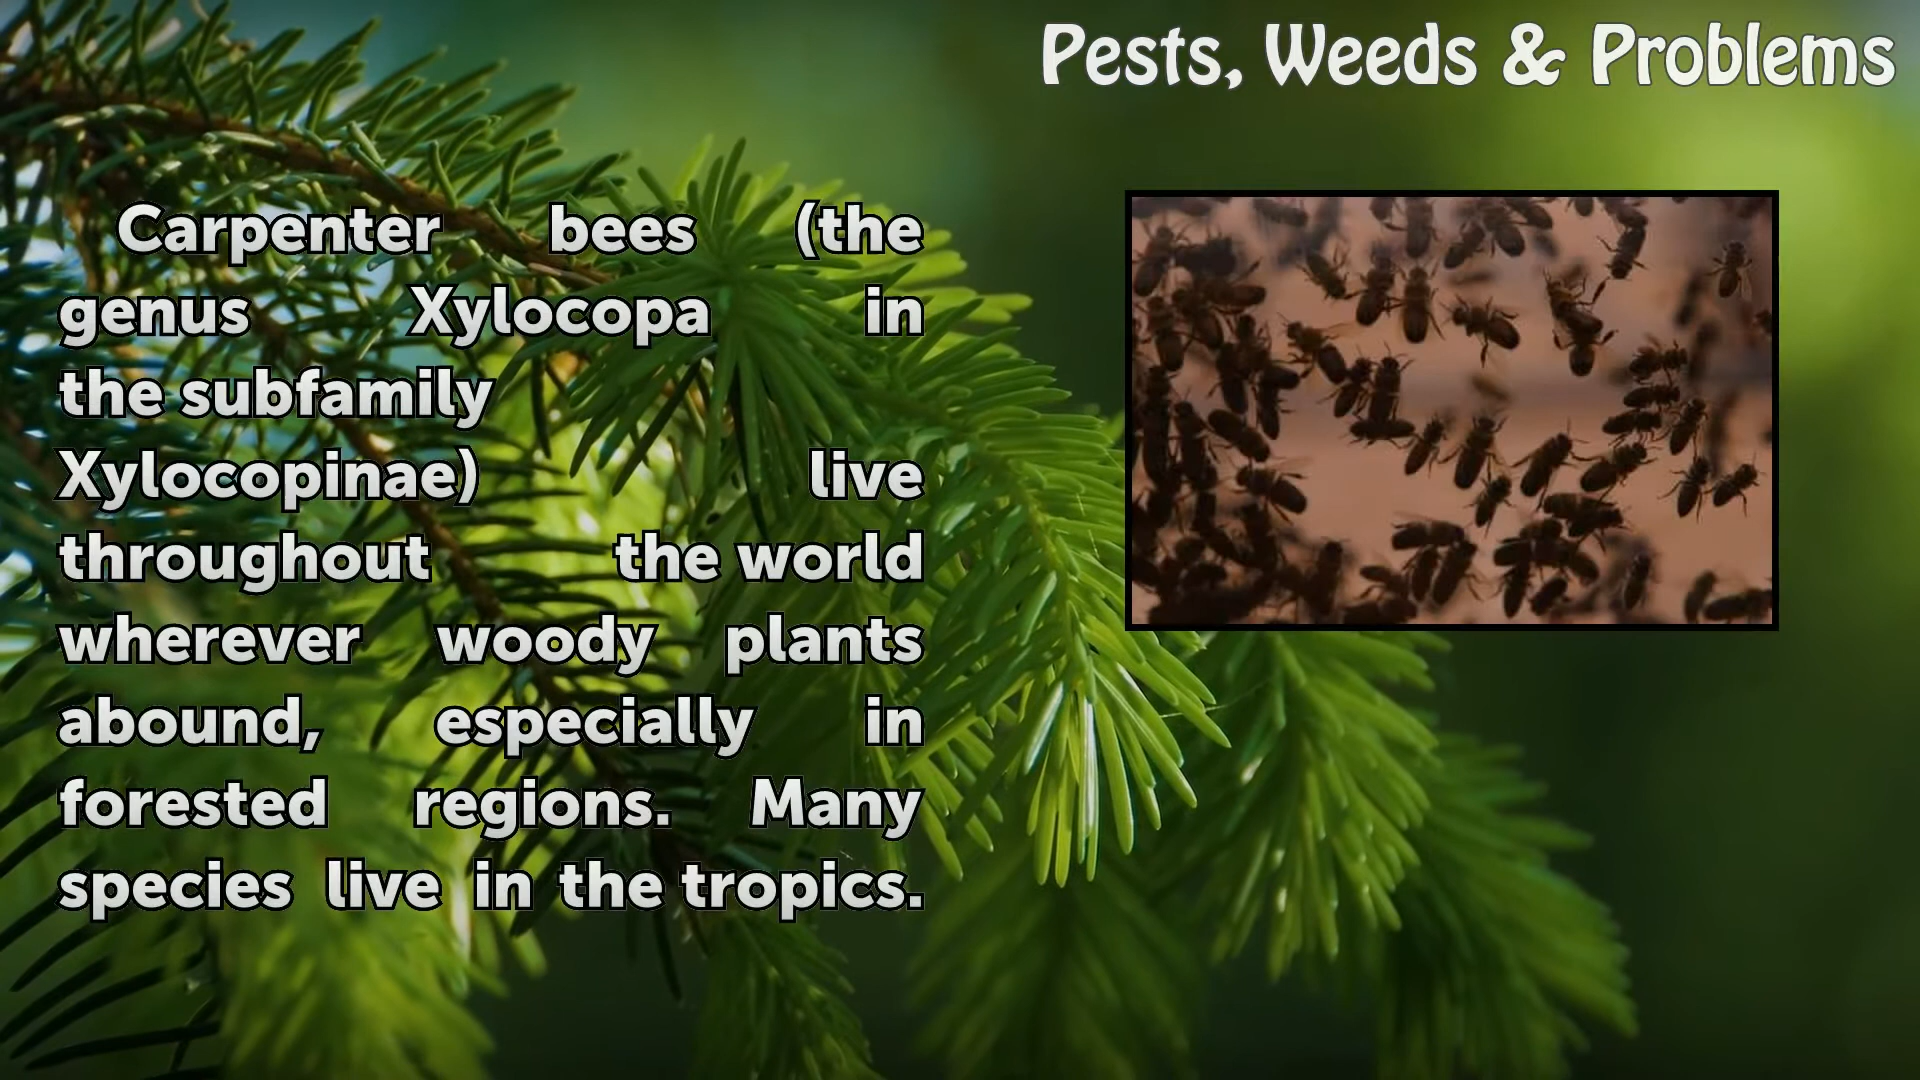 Pests, Weeds & Problems
Carpenter bees (the
genus Xylocopa in
the subfamily
Xylocopinae) live
throughout the world
wherever woody plants
abound, especially in
forested regions. Many
species live in the tropics.